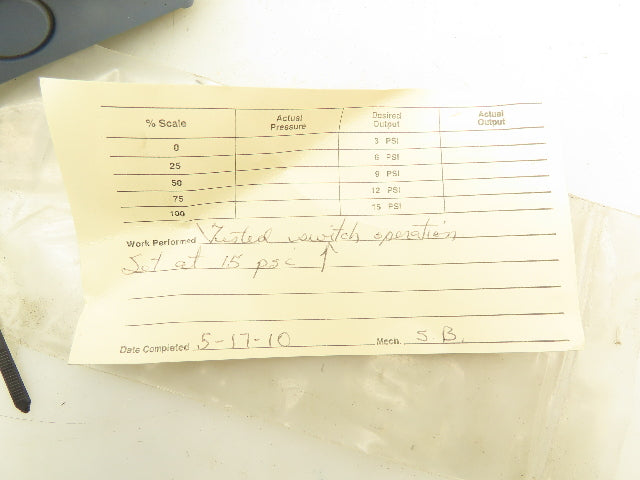 % Scale Actual Pressure Desired Output Actual Output
0 3 PSI
25 6 PSI
50 9 PSI
75 12 PSI
100 15 PSI
Work Performed Tested switch operation
Set at 15 psi ↑
Date Completed 5-17-10 Mech. S.B.